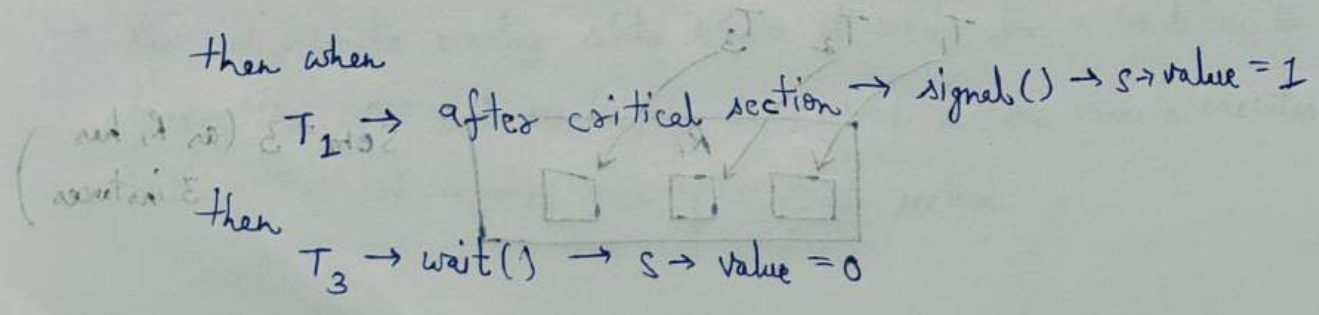 then when
T1 → after critical section → signal() → s→value = 1
then
T3 → wait() → s→ value = 0